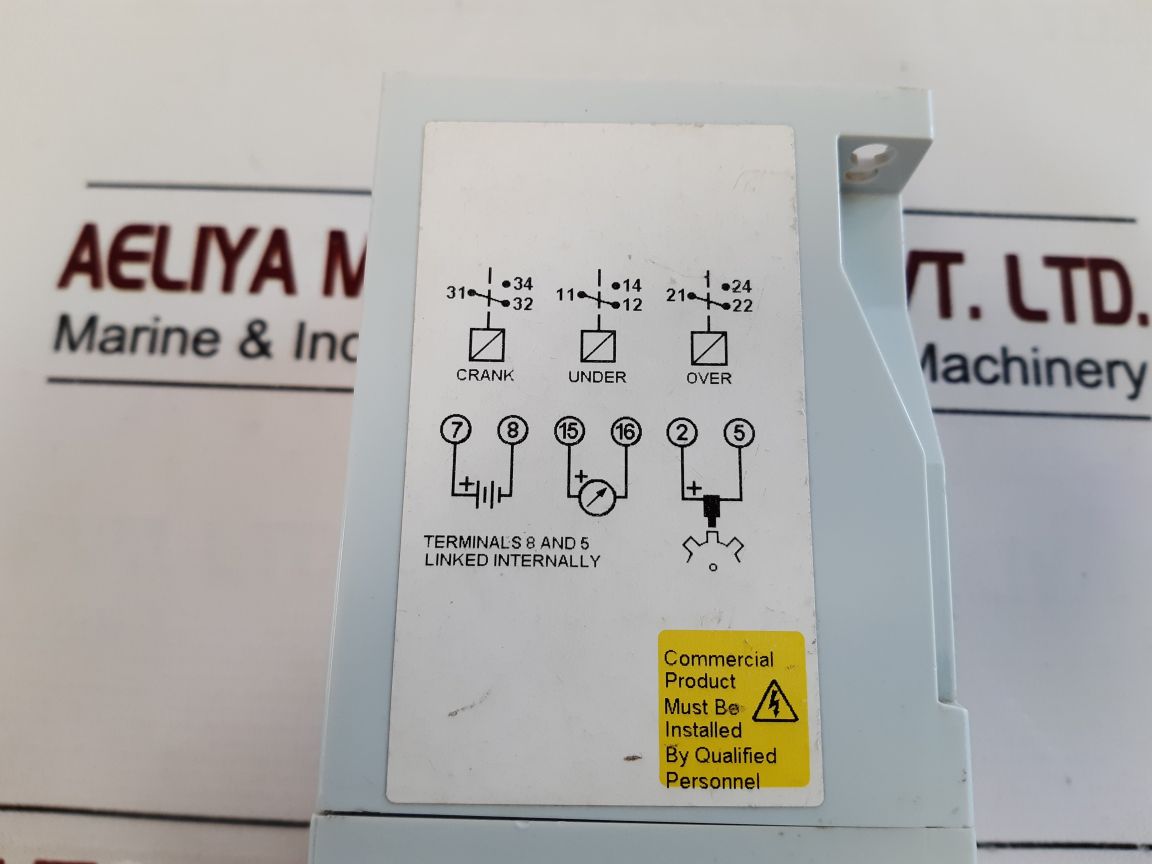 AELIYA M VT. LTD.
Marine & Ind Machinery
34 14 24
31 32 11 12 21 22
CRANK UNDER OVER
7 8 15 16 2 5
+ + +
TERMINALS 8 AND 5
LINKED INTERNALLY
Commercial
Product
Must Be
Installed
By Qualified
Personnel